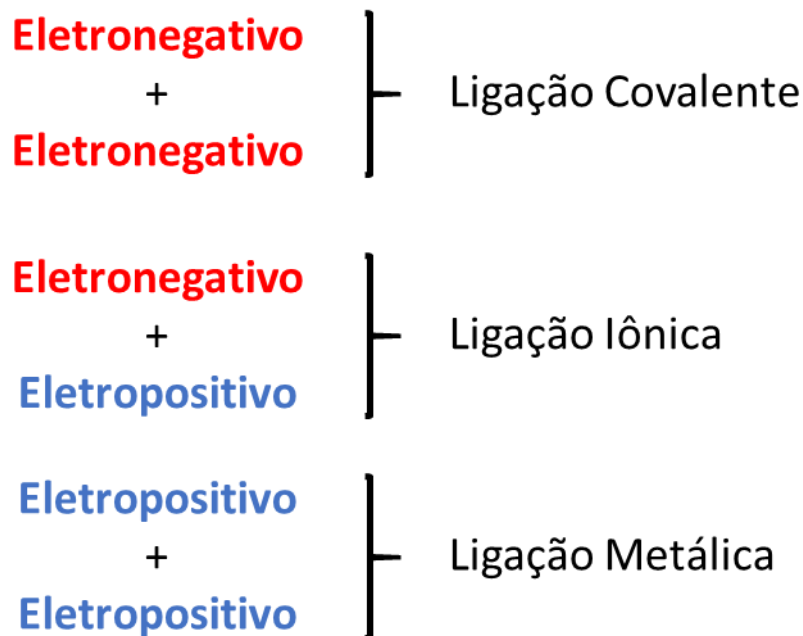 Eletronegativo
+
Eletronegativo
Ligação Covalente
Eletronegativo
+
Eletropositivo
Ligação Iônica
Eletropositivo
+
Eletropositivo
Ligação Metálica